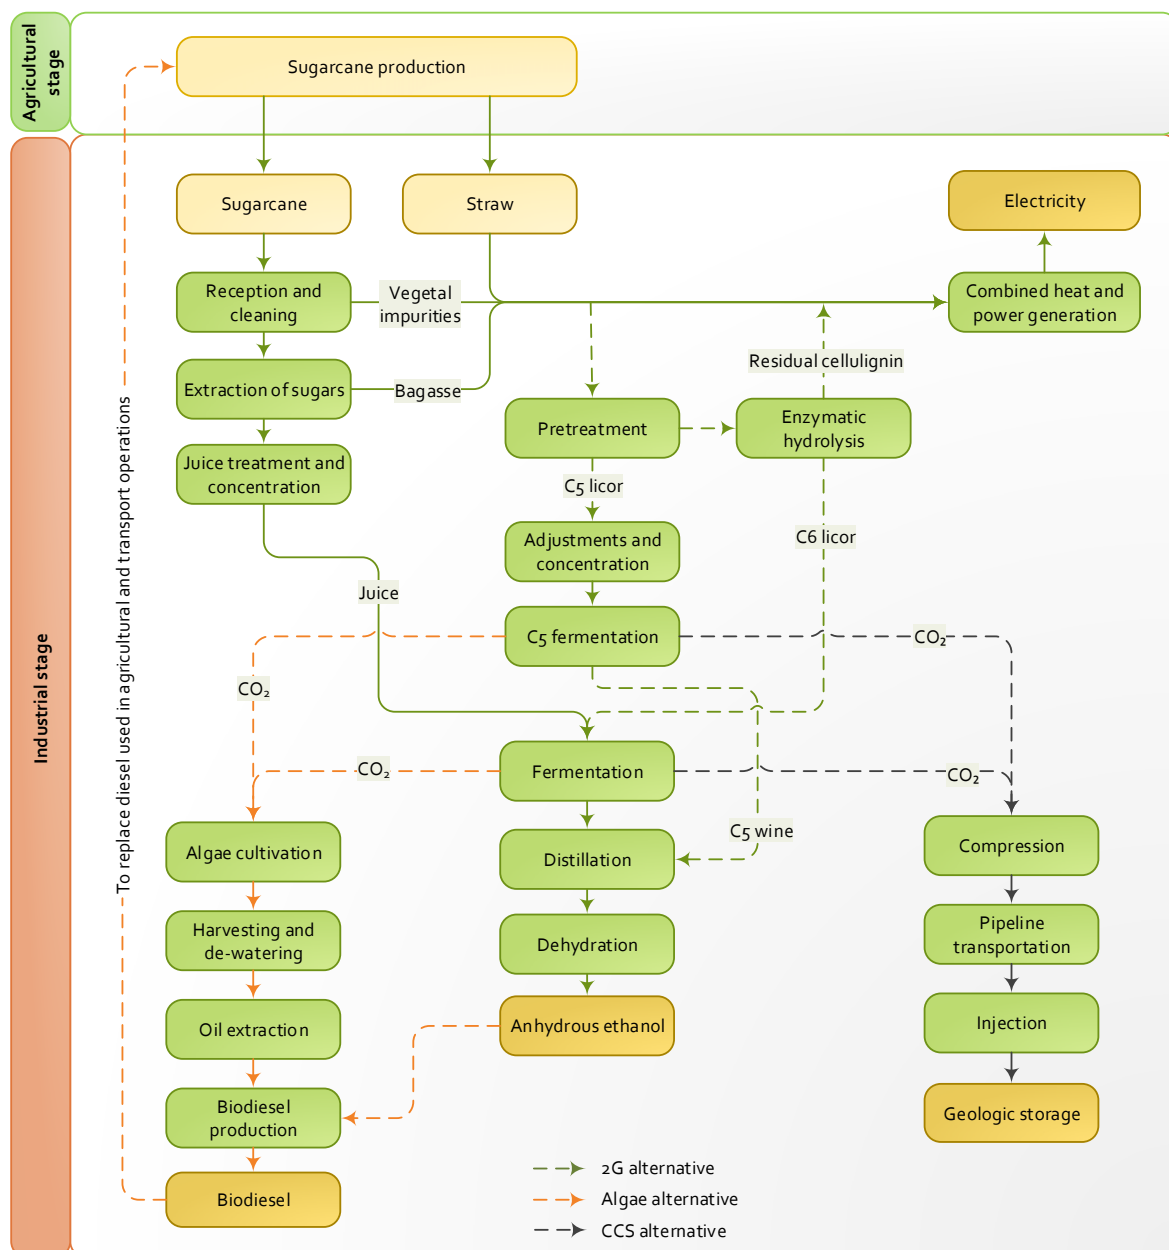 Agricultural
stage
Sugarcane production
Sugarcane
Straw
Electricity
Reception and
cleaning
Vegetal
impurities
Combined heat and
power generation
Residual cellulignin
Extraction of sugars
Bagasse
Pretreatment
Enzymatic
hydrolysis
Juice treatment and
concentration
C5 licor
C6 licor
Adjustments and
concentration
Juice
C5 fermentation
CO₂
CO₂
To replace diesel used in agricultural and transport operations
Industrial stage
Fermentation
CO₂
CO₂
C5 wine
Algae cultivation
Distillation
Compression
Harvesting and
de-watering
Dehydration
Pipeline
transportation
Oil extraction
Anhydrous ethanol
Injection
Biodiesel
production
Geologic storage
Biodiesel
2G alternative
Algae alternative
CCS alternative